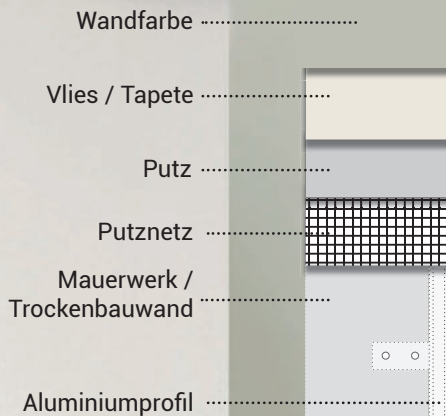 Wandfarbe
Vlies / Tapete
Putz
Putznetz
Mauerwerk /
Trockenbauwand
Aluminiumprofil